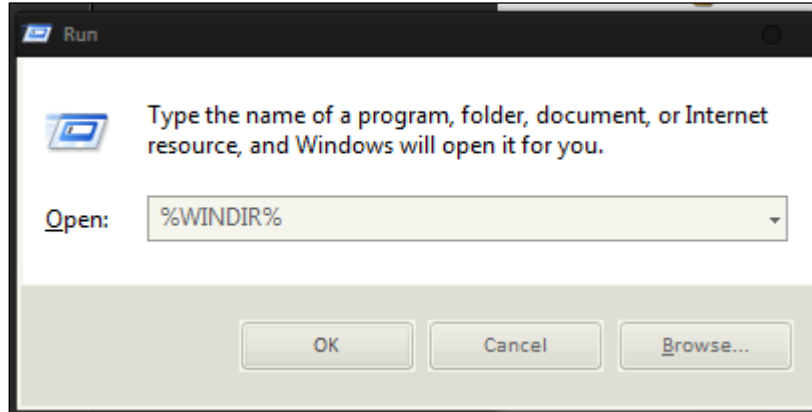 Run
Type the name of a program, folder, document, or Internet
resource, and Windows will open it for you.
Open: %WINDIR%
OK Cancel Browse...